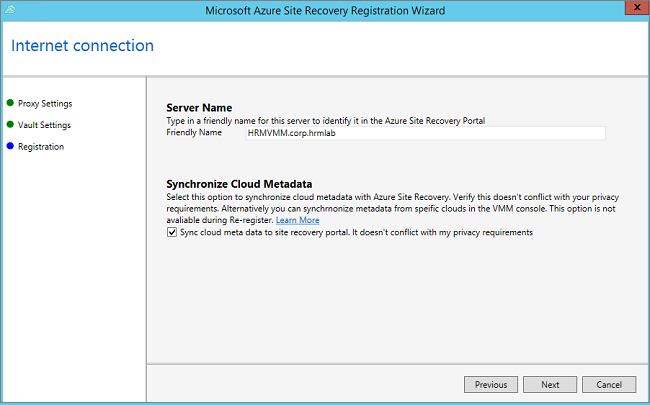 Microsoft Azure Site Recovery Registration Wizard
Internet connection
Proxy Settings
Vault Settings
Registration
Server Name
Type in a friendly name for this server to identify it in the Azure Site Recovery Portal
Friendly Name HRMVMM.corp.hrmlab
Synchronize Cloud Metadata
Select this option to synchronize cloud metadata with Azure Site Recovery. Verify this doesn't conflict with your privacy
requirements. Alternatively you can synchrnonize metadata from speific clouds in the VMM console. This option is not
avaliable during Re-register. Learn More
Sync cloud meta data to site recovery portal. It doesn't conflict with my privacy requirements
Previous Next Cancel